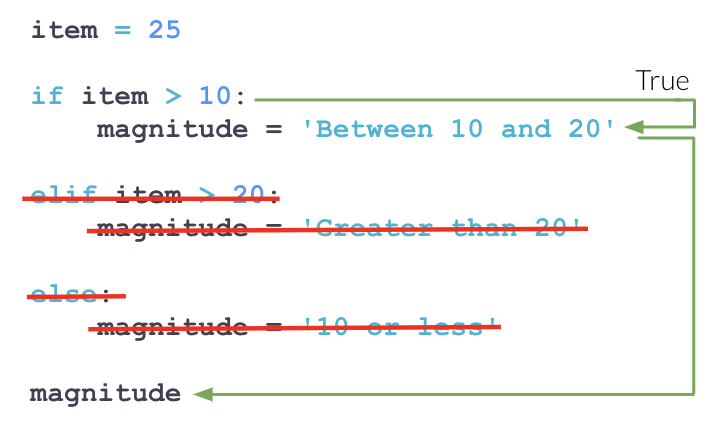 item = 25
True
if item > 10:
magnitude = 'Between 10 and 20'
elif item > 20:
magnitude = 'Greater than 20'
else:
magnitude = '10 or less'
magnitude